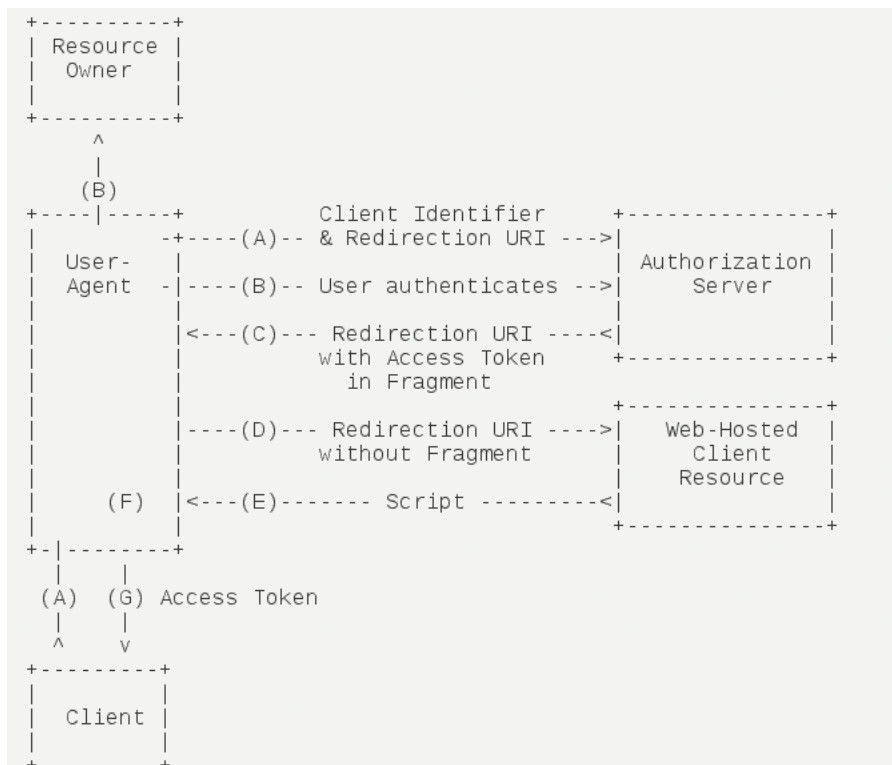 +----------+
| Resource |
|  Owner   |
|          |
+----------+
     ^
     |
    (B)
+----|-----+          Client Identifier     +---------------+
|         -+----(A)-- & Redirection URI --->|               |
|  User-   |                                | Authorization |
|  Agent  -|----(B)-- User authenticates -->|     Server    |
|          |                                |               |
|          |<---(C)--- Redirection URI ----<|               |
|          |          with Access Token     +---------------+
|          |            in Fragment
|          |                                +---------------+
|          |----(D)--- Redirection URI ---->|   Web-Hosted  |
|          |          without Fragment      |     Client    |
|          |                                |    Resource   |
|     (F)  |<---(E)------- Script ---------<|               |
|          |                                +---------------+
+-|--------+
  |    |
 (A)  (G) Access Token
  |    |
  ^    v
+---------+
|         |
|  Client |
|         |
+---------+